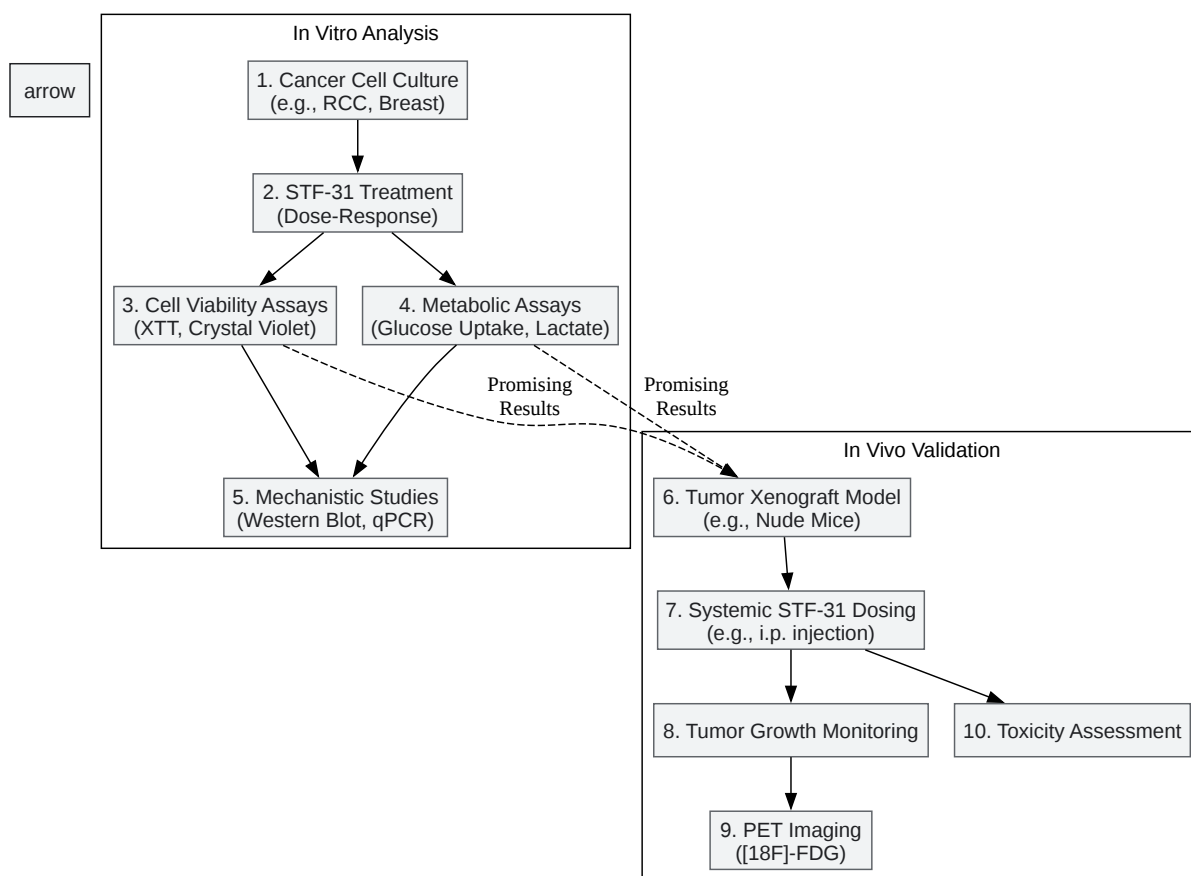 In Vitro Analysis
arrow
1. Cancer Cell Culture
(e.g., RCC, Breast)
2. STF-31 Treatment
(Dose-Response)
3. Cell Viability Assays
(XTT, Crystal Violet)
4. Metabolic Assays
(Glucose Uptake, Lactate)
Promising
Results
Promising
Results
5. Mechanistic Studies
(Western Blot, qPCR)
In Vivo Validation
6. Tumor Xenograft Model
(e.g., Nude Mice)
7. Systemic STF-31 Dosing
(e.g., i.p. injection)
8. Tumor Growth Monitoring
10. Toxicity Assessment
9. PET Imaging
([18F]-FDG)